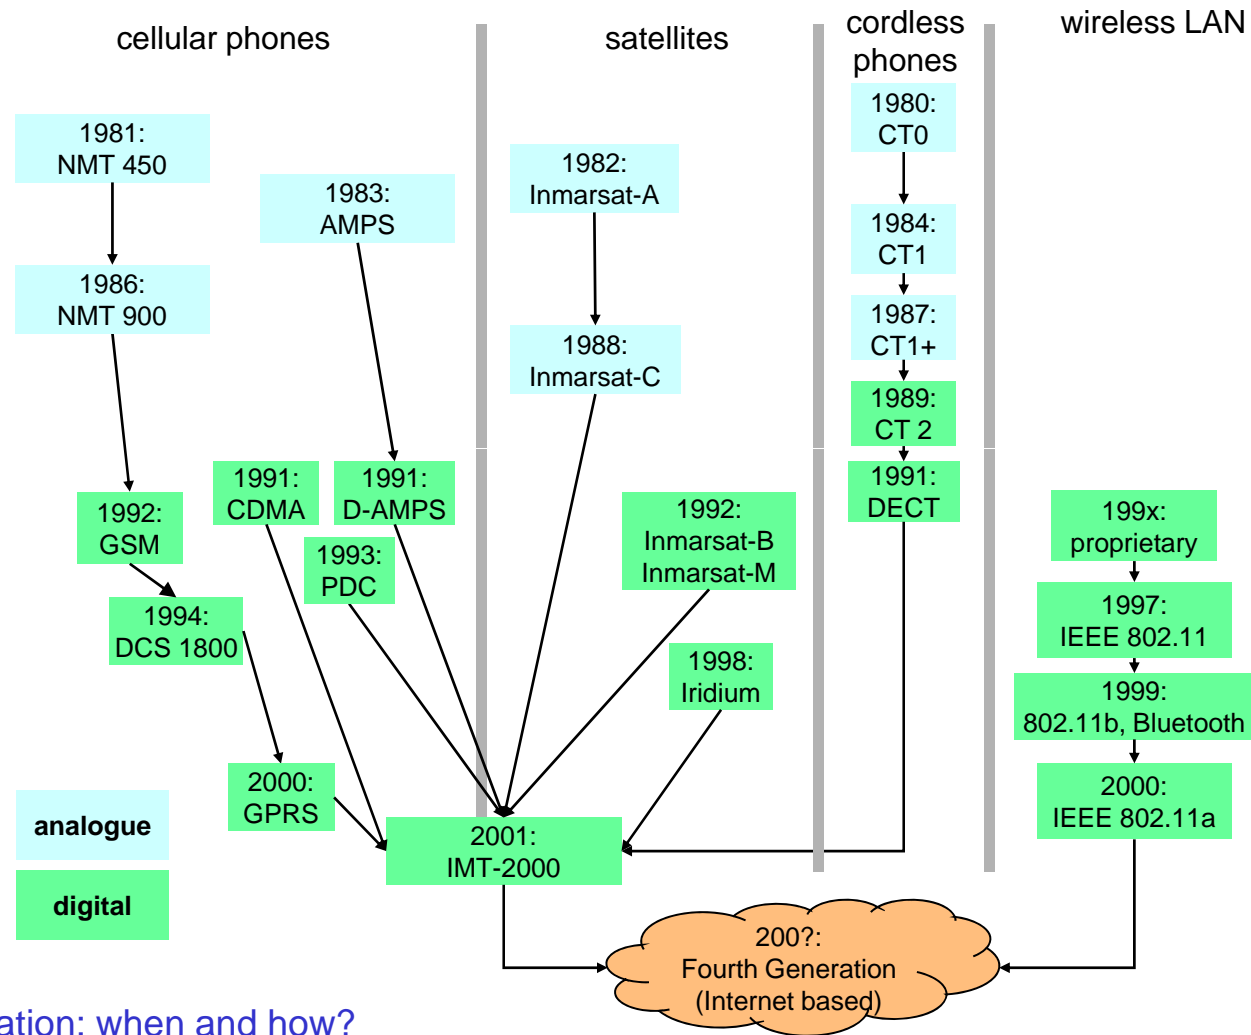 cellular phones
satellites
cordless
phones
wireless LAN
1981:
NMT 450
1986:
NMT 900
1983:
AMPS
1992:
GSM
1994:
DCS 1800
1991:
CDMA
1991:
D-AMPS
1993:
PDC
2000:
GPRS
1982:
Inmarsat-A
1988:
Inmarsat-C
1992:
Inmarsat-B
Inmarsat-M
1998:
Iridium
1980:
CT0
1984:
CT1
1987:
CT1+
1989:
CT 2
1991:
DECT
199x:
proprietary
1997:
IEEE 802.11
1999:
802.11b, Bluetooth
2000:
IEEE 802.11a
2001:
IMT-2000
analogue
digital
200?:
Fourth Generation
(Internet based)
ation: when and how?